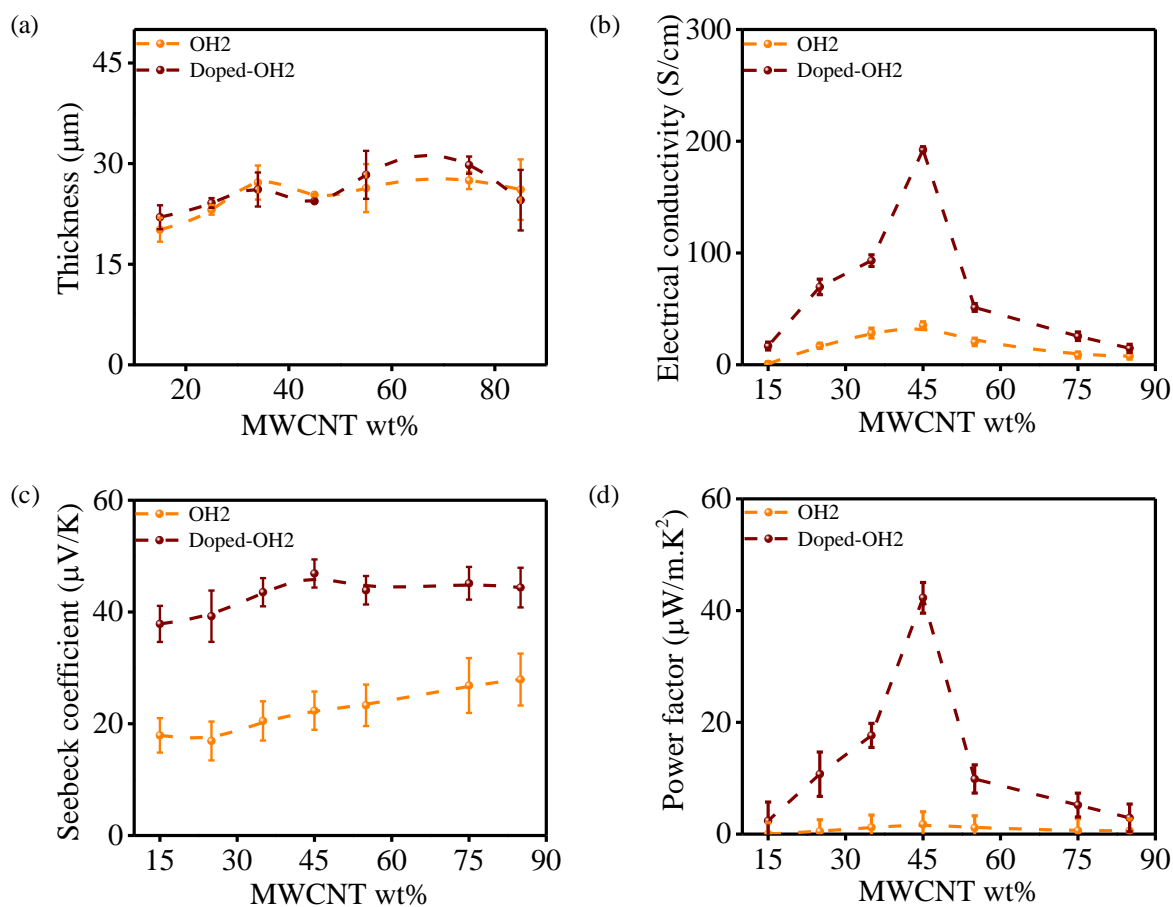 (a)
OH2
Doped-OH2
45
30
15
0
Thickness (μm)
20 40 60 80
MWCNT wt%
(b)
OH2
Doped-OH2
300
200
100
0
Electrical conductivity (S/cm)
15 30 45 60 75 90
MWCNT wt%
(c)
OH2
Doped-OH2
60
40
20
0
Seebeck coefficient (μV/K)
15 30 45 60 75 90
MWCNT wt%
(d)
OH2
Doped-OH2
60
40
20
0
Power factor (μW/m.K²)
15 30 45 60 75 90
MWCNT wt%